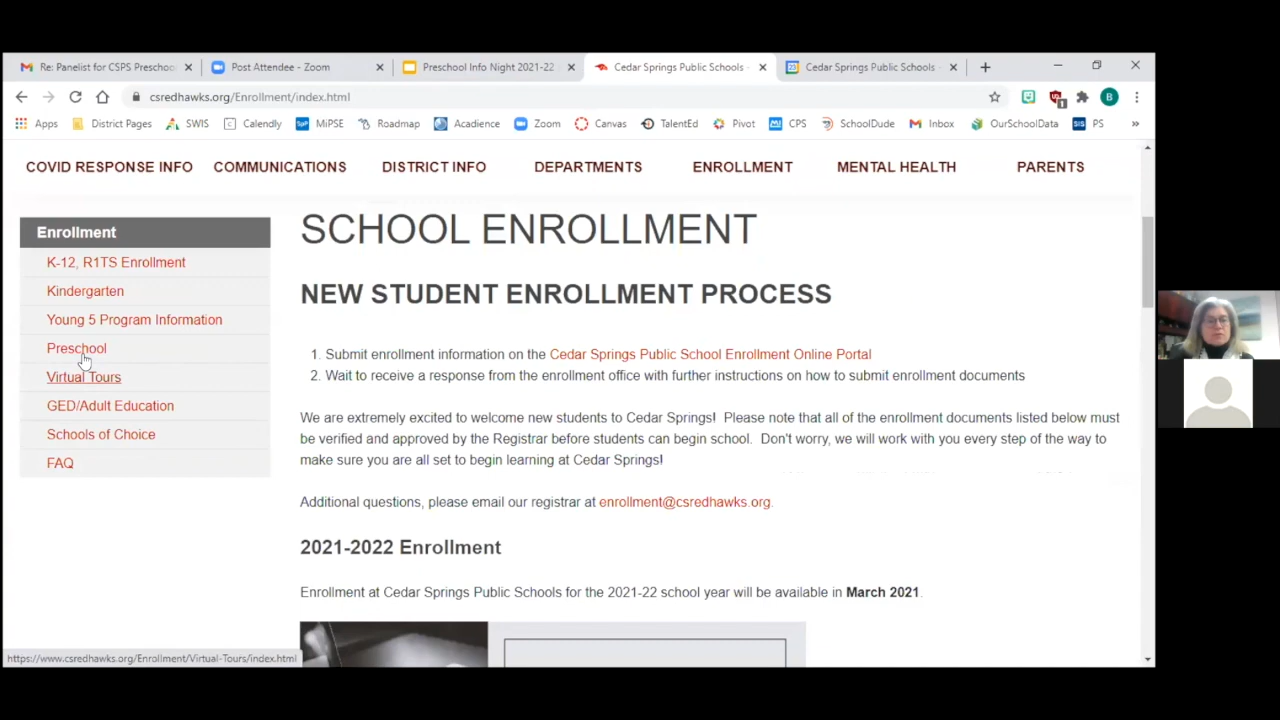 Re: Panelist for CSPS Preschoo
Post Attendee - Zoom
Preschool Info Night 2021-22
Cedar Springs Public Schools -
Cedar Springs Public Schools -
csredhawks.org/Enrollment/index.html
Apps
District Pages
SWIS
Calendly
MiPSE
Roadmap
Acadience
Zoom
Canvas
TalentEd
Pivot
CPS
SchoolDude
Inbox
OurSchoolData
PS
COVID RESPONSE INFO
COMMUNICATIONS
DISTRICT INFO
DEPARTMENTS
ENROLLMENT
MENTAL HEALTH
PARENTS
Enrollment
K-12, R1TS Enrollment
Kindergarten
Young 5 Program Information
Preschool
Virtual Tours
GED/Adult Education
Schools of Choice
FAQ
SCHOOL ENROLLMENT
NEW STUDENT ENROLLMENT PROCESS
1. Submit enrollment information on the Cedar Springs Public School Enrollment Online Portal
2. Wait to receive a response from the enrollment office with further instructions on how to submit enrollment documents
We are extremely excited to welcome new students to Cedar Springs! Please note that all of the enrollment documents listed below must
be verified and approved by the Registrar before students can begin school. Don't worry, we will work with you every step of the way to
make sure you are all set to begin learning at Cedar Springs!
Additional questions, please email our registrar at enrollment@csredhawks.org.
2021-2022 Enrollment
Enrollment at Cedar Springs Public Schools for the 2021-22 school year will be available in March 2021.
https://www.csredhawks.org/Enrollment/Virtual-Tours/index.html